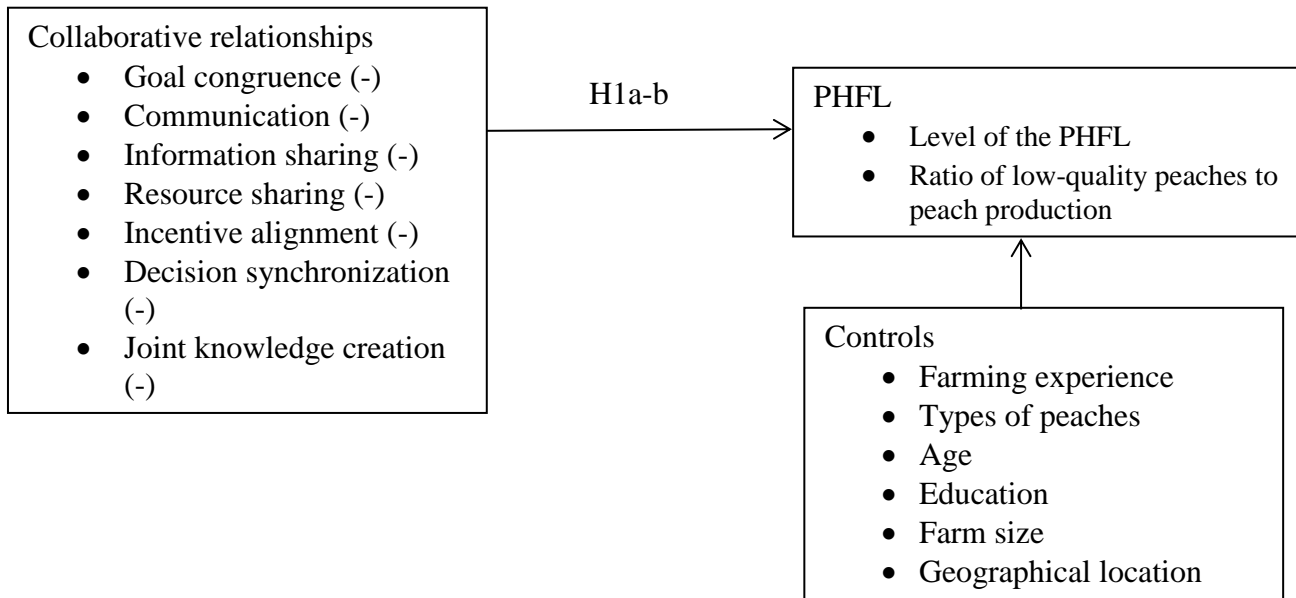 Collaborative relationships
• Goal congruence (-)
• Communication (-)
• Information sharing (-)
• Resource sharing (-)
• Incentive alignment (-)
• Decision synchronization
(-)
• Joint knowledge creation
(-)
H1a-b
PHFL
• Level of the PHFL
• Ratio of low-quality peaches to
peach production
Controls
• Farming experience
• Types of peaches
• Age
• Education
• Farm size
• Geographical location